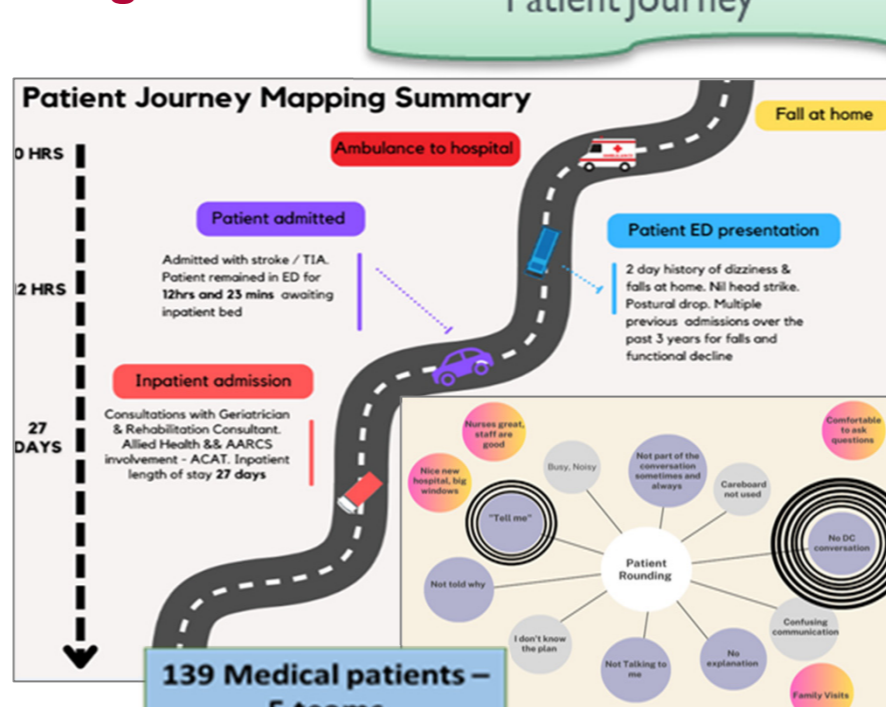 Patient Journey
Patient Journey Mapping Summary
Fall at home
0 HRS
Ambulance to hospital
AMBULANCE
Patient admitted
Patient ED presentation
Admitted with stroke / TIA.
Patient remained in ED for
12hrs and 23 mins awaiting
inpatient bed
2 day history of dizziness &
falls at home. Nil head strike.
Postural drop. Multiple
previous admissions over the
past 3 years for falls and
functional decline
2 HRS
Inpatient admission
Consultations with Geriatrician
& Rehabilitation Consultant.
Allied Health && AARCS
involvement - ACAT. Inpatient
length of stay 27 days
27
DAYS
Nurses great,
staff are
good
Comfortable
to ask
questions
Nice new
hospital, big
windows
Busy, Noisy
Not part of the
conversation
sometimes and
always
Careboard
not used
"Tell me"
No DC
conversation
Patient
Rounding
Not told why
I don't know
the plan
Not Talking to
me
No
explanation
Confusing
communication
Family Visits
139 Medical patients –
5 teams